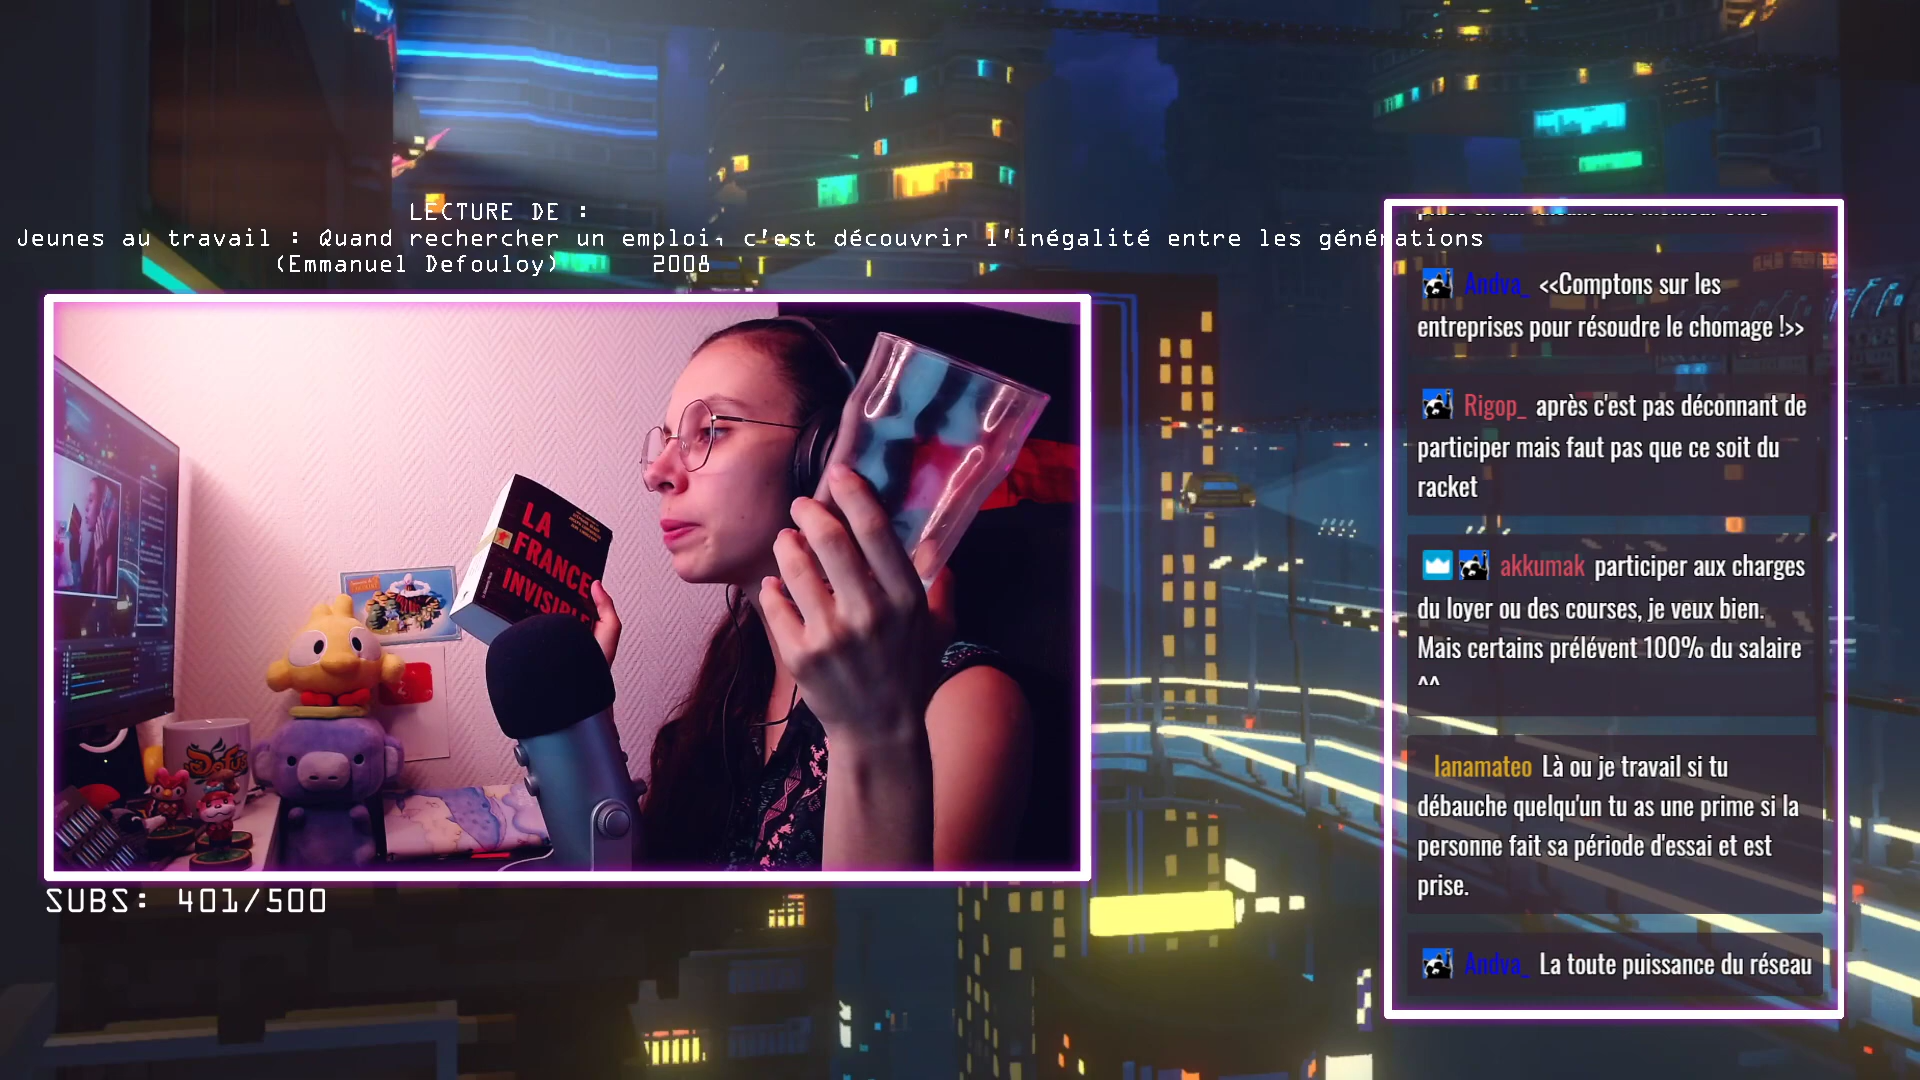 LECTURE DE :
Jeunes au travail : Quand rechercher un emploi, c'est découvrir l'inégalité entre les générations
(Emmanuel Defouloy) 2008
LA
FRANCE
INVISIBLE
Dofus
SUBS: 401/500
Andva_ <<Comptons sur les
entreprises pour résoudre le chomage !>>
Rigop_ après c'est pas déconnant de
participer mais faut pas que ce soit du
racket
akkumak participer aux charges
du loyer ou des courses, je veux bien.
Mais certains prélévent 100% du salaire
^^
lanamateo Là ou je travail si tu
débauche quelqu'un tu as une prime si la
personne fait sa période d'essai et est
prise.
Andva_ La toute puissance du réseau